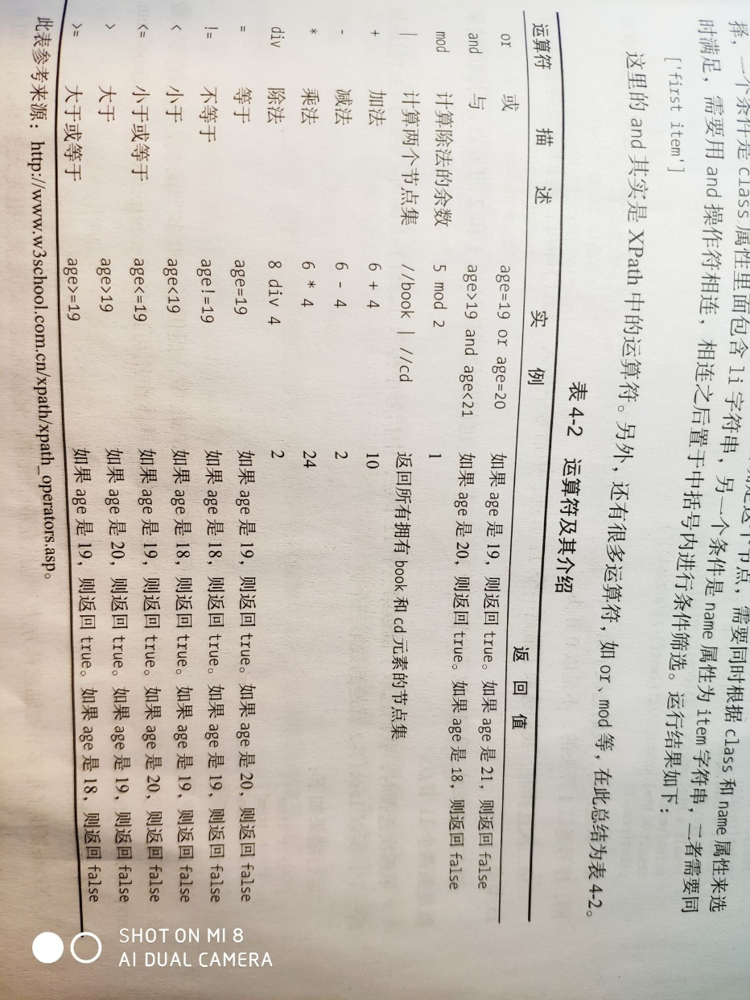 择，一个条件是 class 属性里面包含 li 字符串，另一个条件是 name 属性为 item 字符串，二者需要同
时满足，需要用 and 操作符相连，相连之后置于中括号内进行条件筛选。运行结果如下：
['first item']
这里的 and 其实是 XPath 中的运算符。另外，还有很多运算符，如 or、mod 等，在此总结为表 4-2。
表 4-2 运算符及其介绍
运算符 描 述 实 例 返 回 值
or 或 age=19 or age=20 如果 age 是 19，则返回 true。如果 age 是 21，则返回 false
and 与 age>19 and age<21 如果 age 是 20，则返回 true。如果 age 是 18，则返回 false
mod 计算除法的余数 5 mod 2 1
| 计算两个节点集 //book | //cd 返回所有拥有 book 和 cd 元素的节点集
+ 加法 6 + 4 10
- 减法 6 - 4 2
* 乘法 6 * 4 24
div 除法 8 div 4 2
= 等于 age=19 如果 age 是 19，则返回 true。如果 age 是 20，则返回 false
!= 不等于 age!=19 如果 age 是 18，则返回 true。如果 age 是 19，则返回 false
< 小于 age<19 如果 age 是 18，则返回 true。如果 age 是 19，则返回 false
<= 小于或等于 age<=19 如果 age 是 19，则返回 true。如果 age 是 20，则返回 false
> 大于 age>19 如果 age 是 20，则返回 true。如果 age 是 19，则返回 false
>= 大于或等于 age>=19 如果 age 是 19，则返回 true。如果 age 是 18，则返回 false
此表参考来源：http://www.w3school.com.cn/xpath/xpath_operators.asp。
SHOT ON MI 8
AI DUAL CAMERA